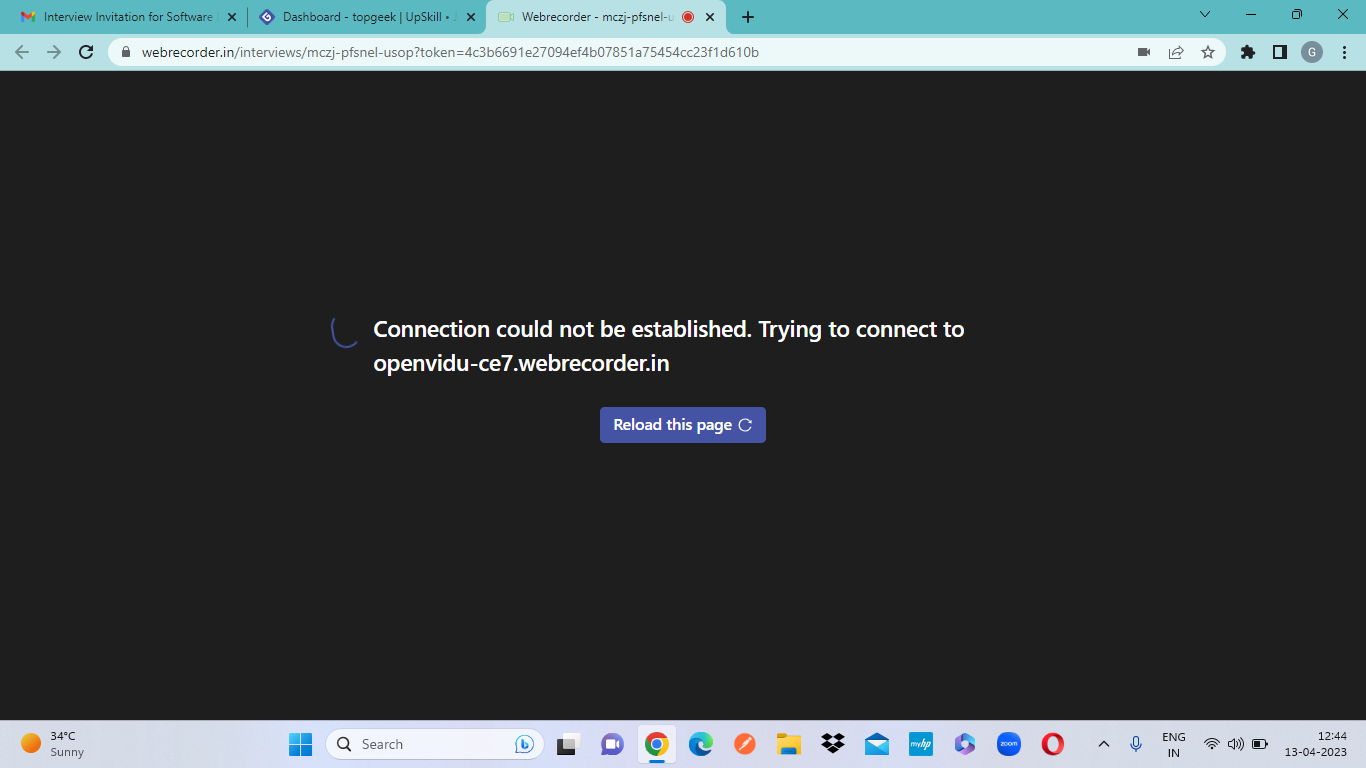 Interview Invitation for Software
Dashboard - topgeek | UpSkill •
Webrecorder - mczj-pfsnel-u
webrecorder.in/interviews/mczj-pfsnel-usop?token=4c3b6691e27094ef4b07851a75454cc23f1d610b
G
Connection could not be established. Trying to connect to
openvidu-ce7.webrecorder.in
Reload this page
34°C
Sunny
Search
myhp
zoom
ENG
IN
12:44
13-04-2023